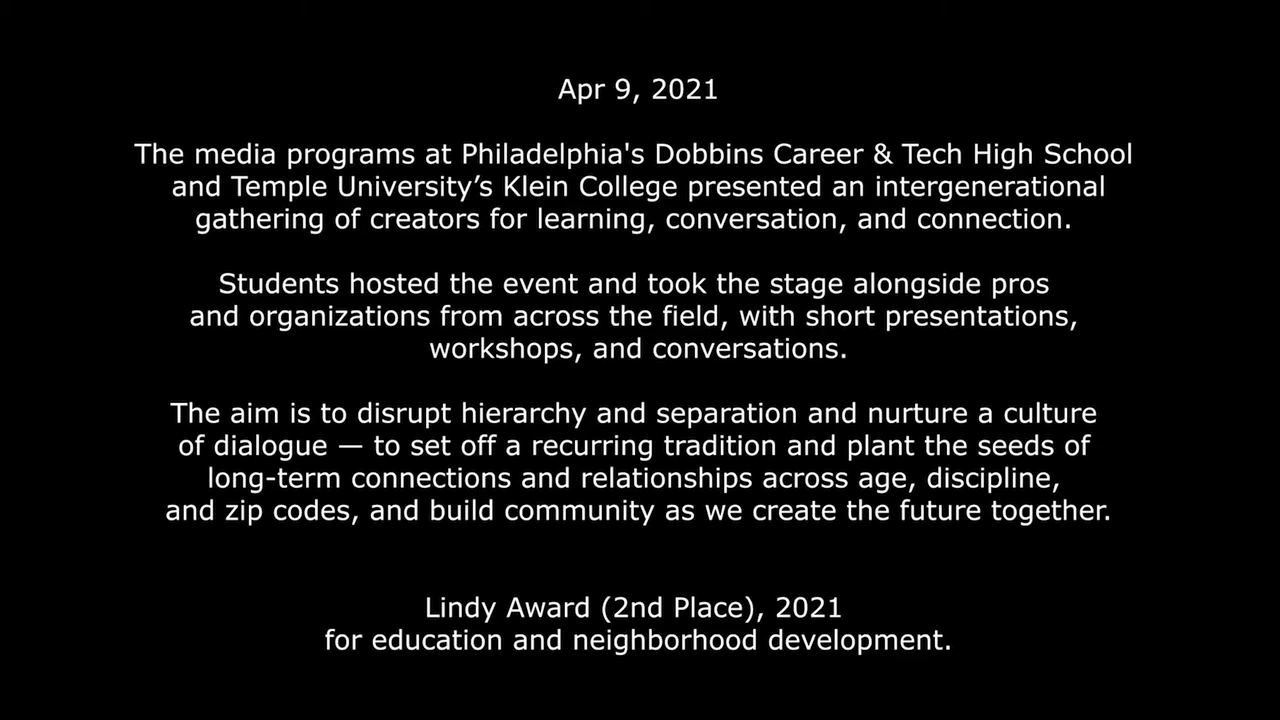 Apr 9, 2021
The media programs at Philadelphia's Dobbins Career & Tech High School
and Temple University’s Klein College presented an intergenerational
gathering of creators for learning, conversation, and connection.
Students hosted the event and took the stage alongside pros
and organizations from across the field, with short presentations,
workshops, and conversations.
The aim is to disrupt hierarchy and separation and nurture a culture
of dialogue — to set off a recurring tradition and plant the seeds of
long-term connections and relationships across age, discipline,
and zip codes, and build community as we create the future together.
Lindy Award (2nd Place), 2021
for education and neighborhood development.